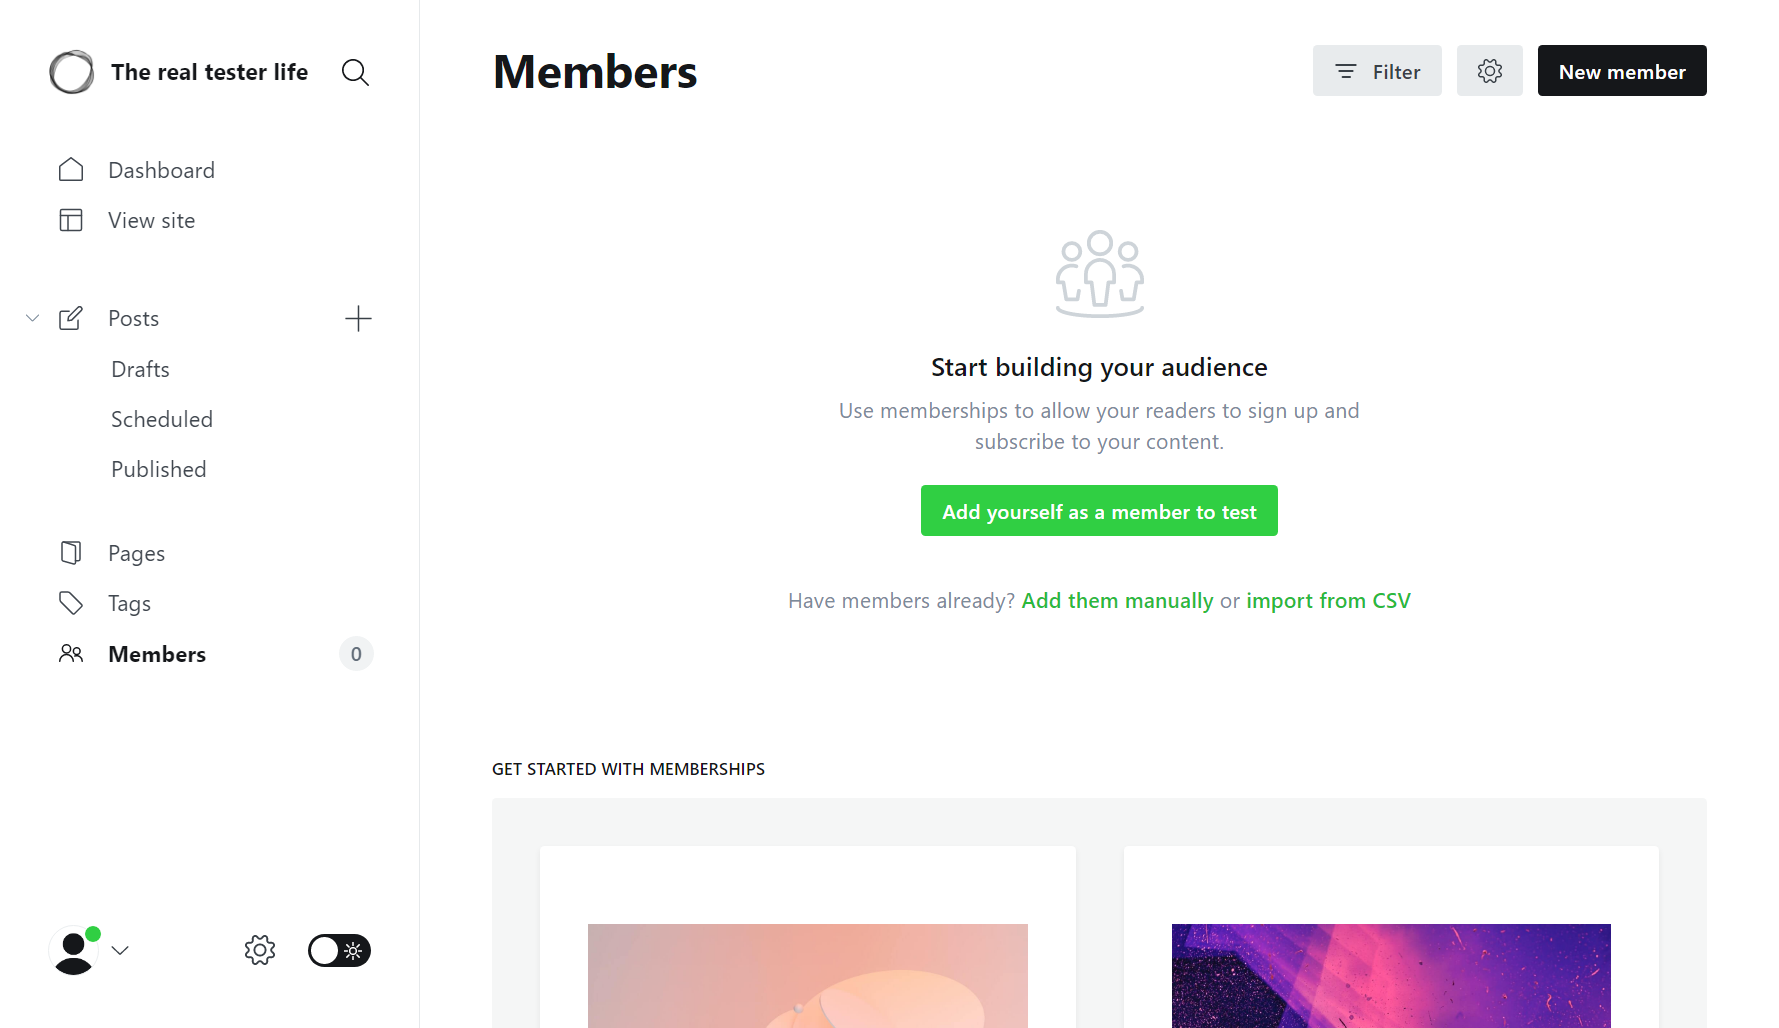 The real tester life
Dashboard
View site
Posts
Drafts
Scheduled
Published
Pages
Tags
Members
0
Members
Filter
New member
Start building your audience
Use memberships to allow your readers to sign up and
subscribe to your content.
Add yourself as a member to test
Have members already? Add them manually or import from CSV
GET STARTED WITH MEMBERSHIPS